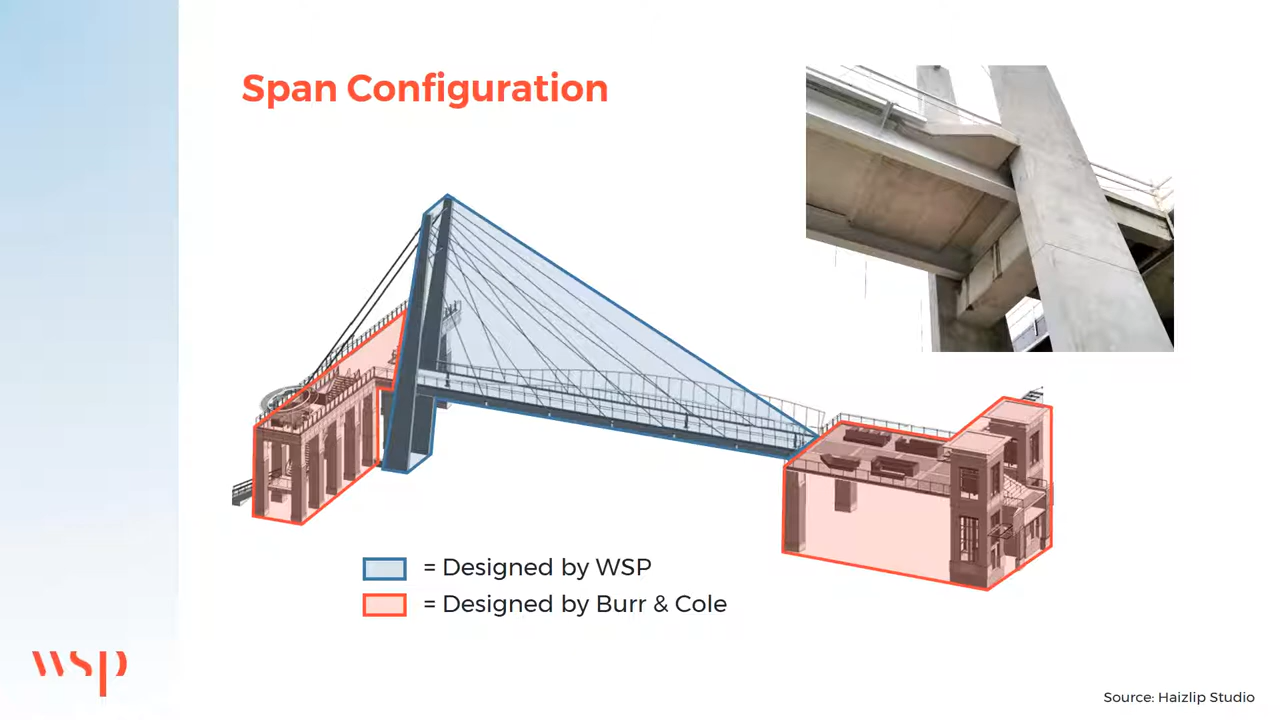 Span Configuration
= Designed by WSP
= Designed by Burr & Cole
wsp
Source: Haizlip Studio